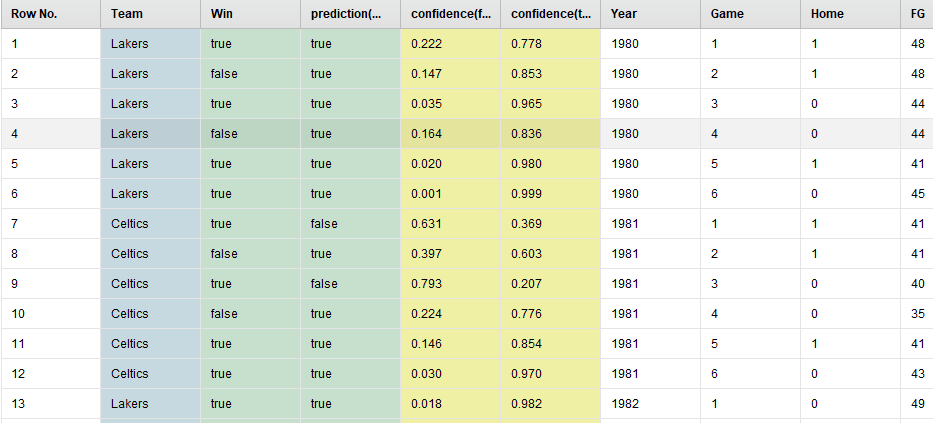 Row No. Team Win prediction(... confidence(f... confidence(t... Year Game Home FG
1 Lakers true true 0.222 0.778 1980 1 1 48
2 Lakers false true 0.147 0.853 1980 2 1 48
3 Lakers true true 0.035 0.965 1980 3 0 44
4 Lakers false true 0.164 0.836 1980 4 0 44
5 Lakers true true 0.020 0.980 1980 5 1 41
6 Lakers true true 0.001 0.999 1980 6 0 45
7 Celtics true false 0.631 0.369 1981 1 1 41
8 Celtics false true 0.397 0.603 1981 2 1 41
9 Celtics true false 0.793 0.207 1981 3 0 40
10 Celtics false true 0.224 0.776 1981 4 0 35
11 Celtics true true 0.146 0.854 1981 5 1 41
12 Celtics true true 0.030 0.970 1981 6 0 43
13 Lakers true true 0.018 0.982 1982 1 0 49